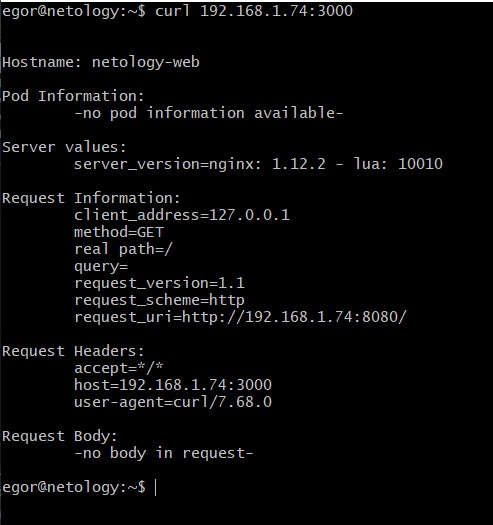 egor@netology:~$ curl 192.168.1.74:3000
Hostname: netology-web
Pod Information:
-no pod information available-
Server values:
server_version=nginx: 1.12.2 - lua: 10010
Request Information:
client_address=127.0.0.1
method=GET
real path=/
query=
request_version=1.1
request_scheme=http
request_uri=http://192.168.1.74:8080/
Request Headers:
accept=*/*
host=192.168.1.74:3000
user-agent=curl/7.68.0
Request Body:
-no body in request-
egor@netology:~$